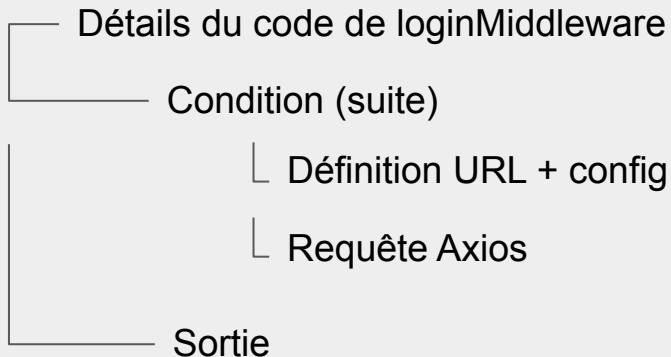 Détails du code de loginMiddleware
Condition (suite)
Définition URL + config
Requête Axios
Sortie